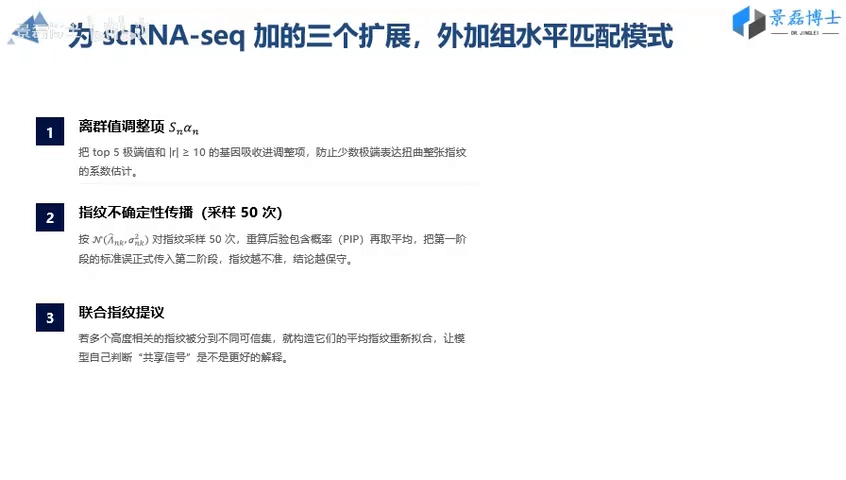 为 scRNA-seq 加的三个扩展，外加组水平匹配模式
景磊博士
DR. JINGLEI
1
离群值调整项 Sₙαₙ
把 top 5 极端值和 |r| ≥ 10 的基因吸收进调整项，防止少数极端表达扭曲整张指纹
的系数估计。
2
指纹不确定性传播（采样 50 次）
按 𝒩(Â_nk, σ²_nk) 对指纹采样 50 次，重算后验包含概率（PIP）再取平均，把第一阶
段的标准误正式传入第二阶段，指纹越不准，结论越保守。
3
联合指纹提议
若多个高度相关的指纹被分到不同可信集，就构造它们的平均指纹重新拟合，让模
型自己判断“共享信号”是不是更好的解释。